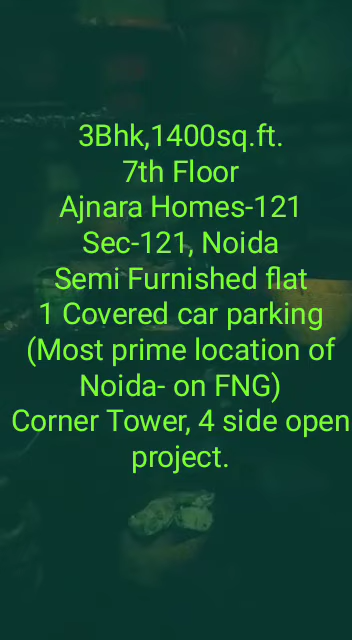 3Bhk,1400sq.ft.
7th Floor
Ajnara Homes-121
Sec-121, Noida
Semi Furnished flat
1 Covered car parking
(Most prime location of
Noida- on FNG)
Corner Tower, 4 side open
project.